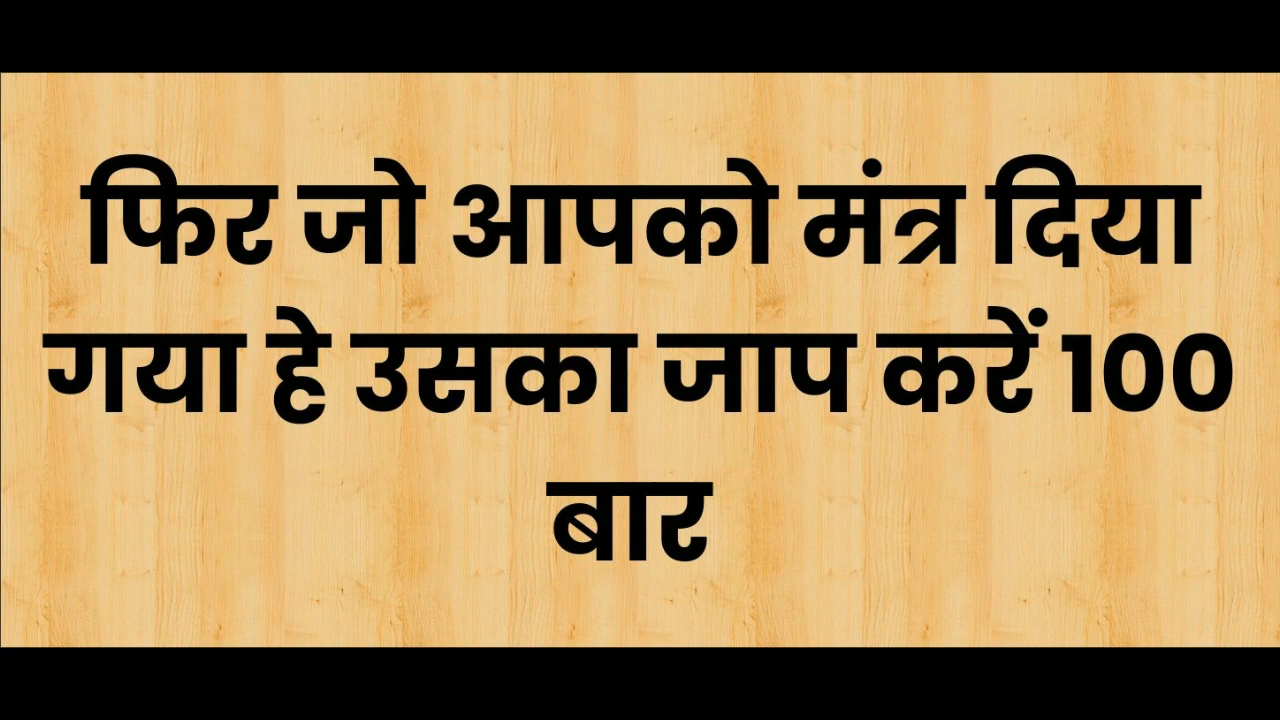 फिर जो आपको मंत्र दिया
गया हे उसका जाप करें 100
बार